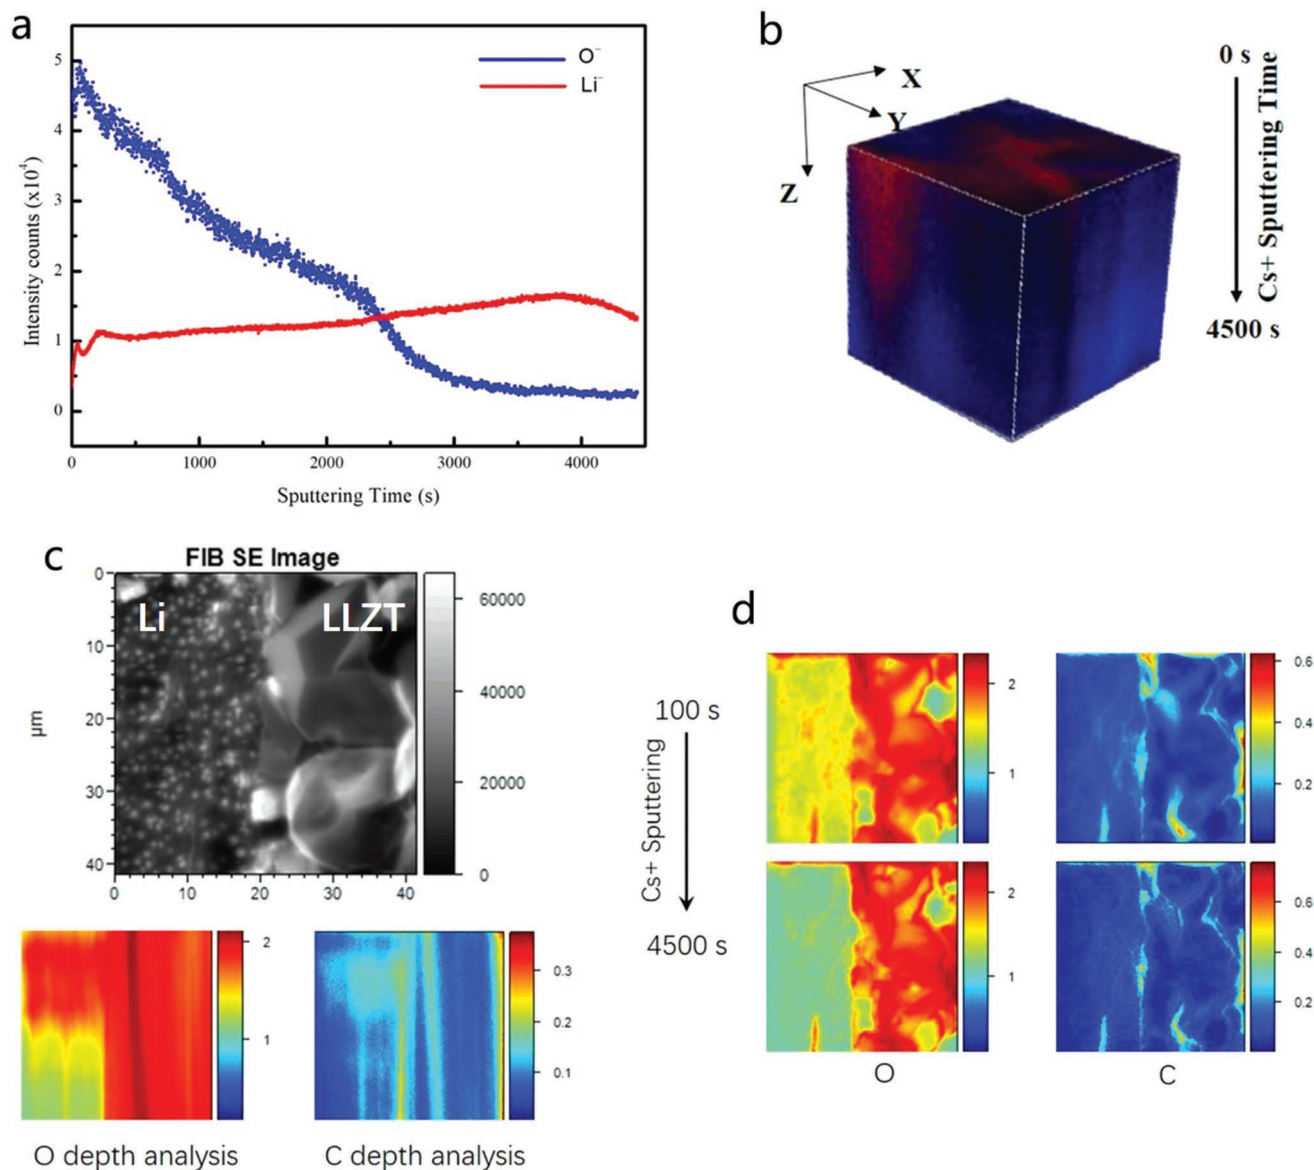 a
5
4
3
2
1
0
Intensity counts (x10⁴)
O⁻
Li⁻
0 1000 2000 3000 4000
Sputtering Time (s)
b
X
Y
Z
0 s
Cs+ Sputtering Time
4500 s
c
FIB SE Image
Li LLZT
0
10
20
30
40
µm
0 10 20 30 40
60000
40000
20000
0
2
1
O depth analysis
0.3
0.2
0.1
C depth analysis
d
100 s
Cs+ Sputtering
4500 s
2
1
0.6
0.4
0.2
2
1
0.6
0.4
0.2
O
C